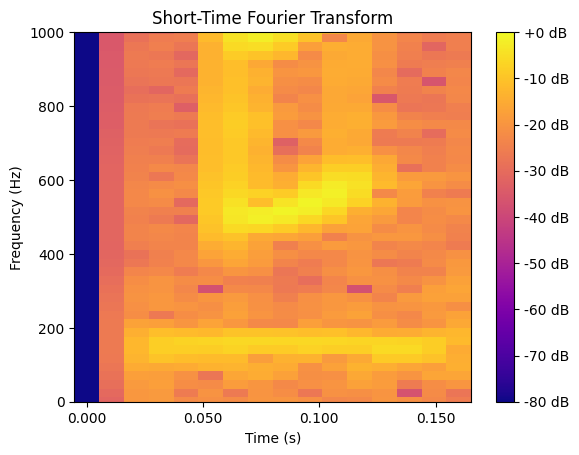 Short-Time Fourier Transform
Frequency (Hz)
1000
800
600
400
200
0
0.000
0.050
0.100
0.150
Time (s)
+0 dB
-10 dB
-20 dB
-30 dB
-40 dB
-50 dB
-60 dB
-70 dB
-80 dB